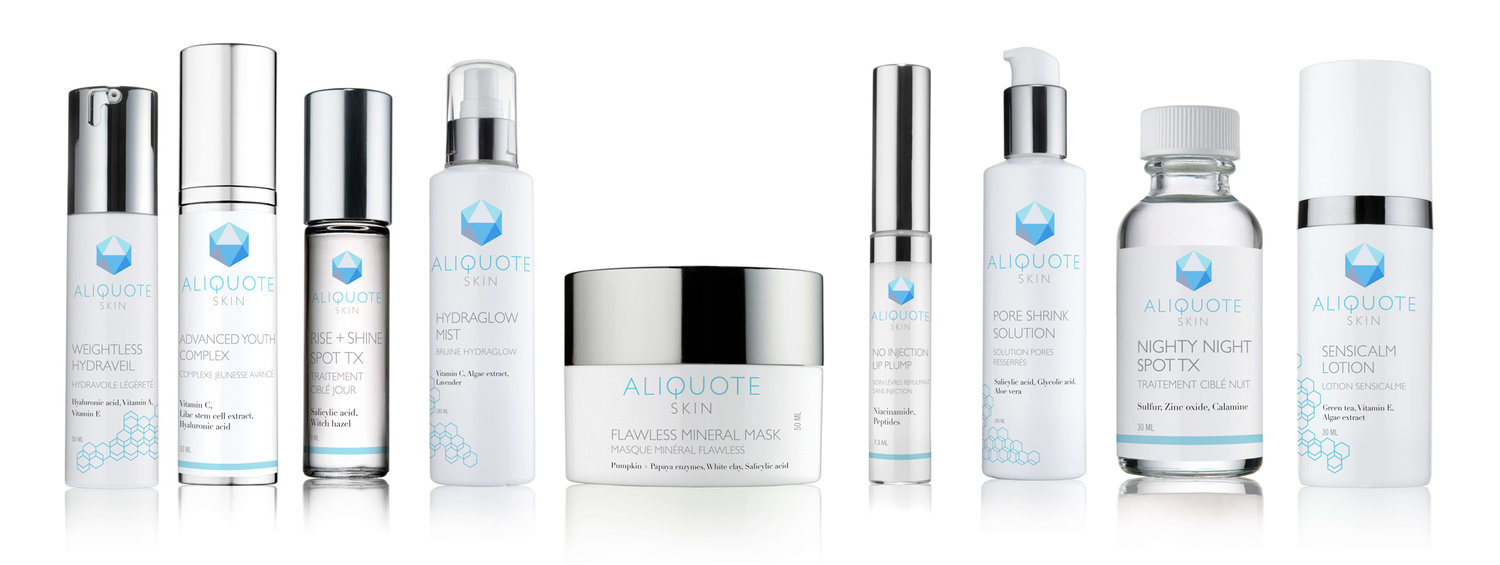 ALIQUOTE
SKIN
WEIGHTLESS
HYDRAVEIL
HYDRAVOILE LÉGÈRETÉ
Hyaluronic acid, Vitamin A,
Vitamin E
50 ML
ALIQUOTE
SKIN
ADVANCED YOUTH
COMPLEX
COMPLEXE JEUNESSE AVANCÉ
Vitamin C,
Lilac stem cell extract,
Hyaluronic acid
30 ML
ALIQUOTE
SKIN
RISE + SHINE
SPOT TX
TRAITEMENT
CIBLÉ JOUR
Salicylic acid,
Witch hazel
ML
ALIQUOTE
SKIN
HYDRAGLOW
MIST
BRUINE HYDRAGLOW
Vitamin C, Algae extract,
Lavender
ML
ALIQUOTE
SKIN
FLAWLESS MINERAL MASK
MASQUE MINÉRAL FLAWLESS
Pumpkin + Papaya enzymes, White clay, Salicylic acid
50 ML
ALIQUOTE
SKIN
NO INJECTION
LIP PLUMP
SOIN LÈVRES REPULPANT
SANS INJECTION
Niacinamide,
Peptides
7.3 ML
ALIQUOTE
SKIN
PORE SHRINK
SOLUTION
SOLUTION PORES
RESSERRÉS
Salicylic acid, Glycolic acid,
Aloe vera
ML
ALIQUOTE
SKIN
NIGHTY NIGHT
SPOT TX
TRAITEMENT CIBLÉ NUIT
Sulfur, Zinc oxide, Calamine
30 ML
ALIQUOTE
SKIN
SENSICALM
LOTION
LOTION SENSICALME
Green tea, Vitamin E,
Algae extract
30 ML